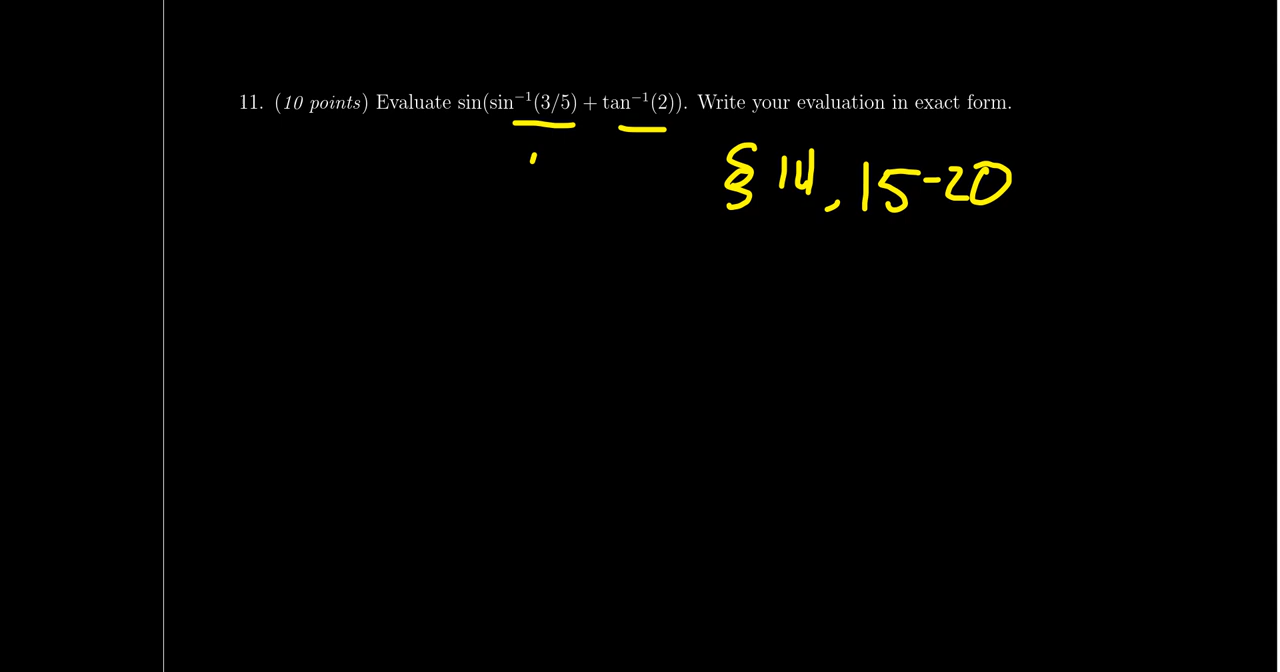 11. (10 points) Evaluate sin(sin⁻¹(3/5) + tan⁻¹(2)). Write your evaluation in exact form.
§ 14, 15-20